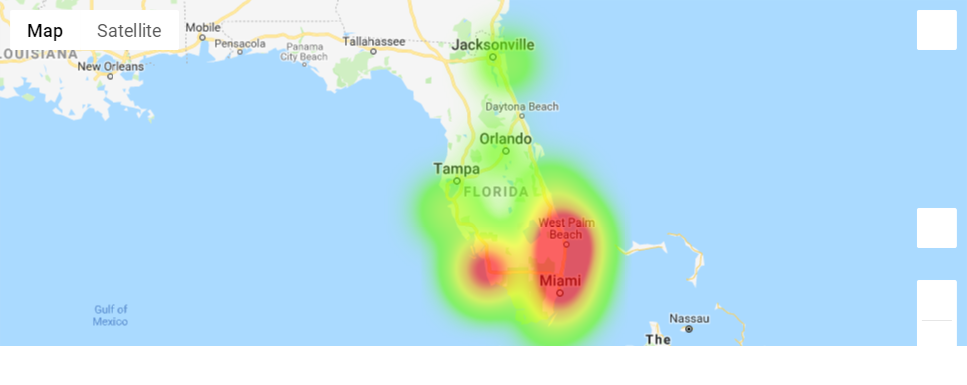 Map
Satellite
Mobile
Pensacola
Panama
City Beach
Tallahassee
Jacksonville
LOUISIANA
New Orleans
Daytona Beach
Orlando
Tampa
FLORIDA
West Palm
Beach
Miami
Gulf of
Mexico
Nassau
The